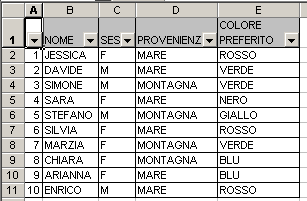 A B C D E
1 NOME SES PROVENIENZ COLORE PREFERITO
2 1 JESSICA F MARE ROSSO
3 2 DAVIDE M MARE VERDE
4 3 SIMONE M MONTAGNA VERDE
5 4 SARA F MARE NERO
6 5 STEFANO M MONTAGNA GIALLO
7 6 SILVIA F MARE ROSSO
8 7 MARZIA F MONTAGNA VERDE
9 8 CHIARA F MONTAGNA BLU
10 9 ARIANNA F MARE BLU
11 10 ENRICO M MARE ROSSO